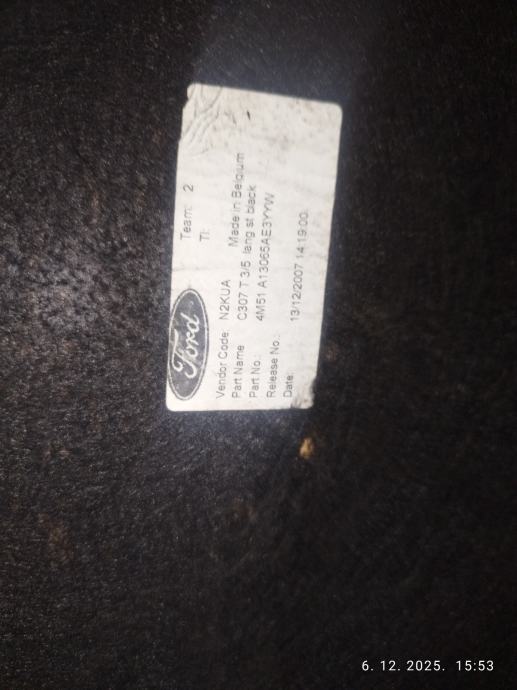 Ford
Team: 2
TI:
Vendor Code: N2KUA Made in Belgium
Part Name C307 T 3/5 lang st black
Part No: 4M51 A13065AE3YYW
Release No.:
Date: 13/12/2007 14:19:00
6. 12. 2025. 15:53